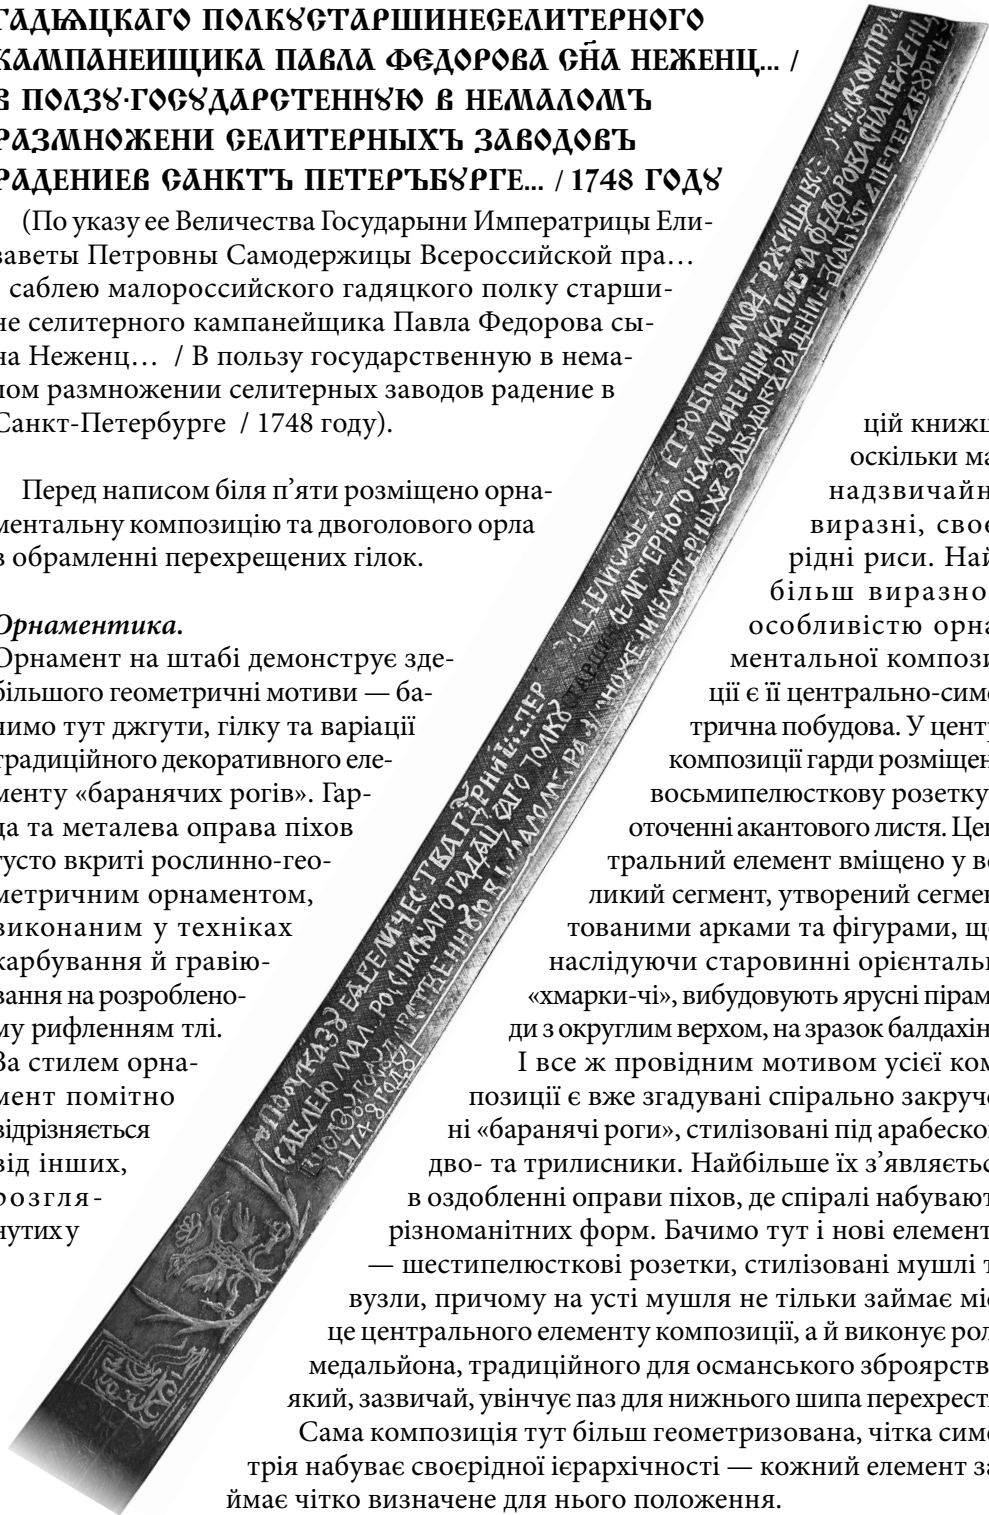 ГАДѨЦКАГО ПОЛКꙋСТАРШИНЕСЕЛИТЕРНОГО
КАМПАНЕИЩИКА ПАВЛА ФЕДОРОВА СН҃А НЕЖЕНЦ... /
В ПОЛЗꙋ·ГОСꙋДАРСТЕННꙋЮ В НЕМАЛОМЪ
РАЗМНОЖЕНИ СЕЛИТЕРНЫХЪ ЗАВОДОВЪ
РАДЕНИЕВ САНКТЪ ПЕТЕРЪБꙋРГЕ... / 1748 ГОДꙋ
(По указу ее Величества Государыни Императрицы Ели-
заветы Петровны Самодержицы Всероссийской пра…
саблею малороссийского гадяцкого полку старши-
не селитерного кампанейщика Павла Федорова сы-
на Неженц… / В пользу государственную в нема-
лом размножении селитерных заводов радение в
Санкт-Петербурге / 1748 году).
Перед написом біля п’яти розміщено орна-
ментальну композицію та двоголового орла
в обрамленні перехрещених гілок.
Орнаментика.
Орнамент на штабі демонструє зде-
більшого геометричні мотиви — ба-
чимо тут джгути, гілку та варіації
традиційного декоративного еле-
менту «баранячих рогів». Гар-
да та металева оправа піхов
густо вкриті рослинно-гео-
метричним орнаментом,
виконаним у техніках
карбування й гравію-
вання на розроблено-
му рифленням тлі.
За стилем орна-
мент помітно
відрізняється
від інших,
розгля-
нутих у
цій книжц
оскільки ма
надзвичайн
виразні, своє
рідні риси. Най
більш виразно
особливістю орна
ментальної компози
ції є її центрально-симе
трична побудова. У центр
композиції гарди розміщен
восьмипелюсткову розетку
оточенні акантового листя. Цен
тральний елемент вміщено у ве
ликий сегмент, утворений сегмен
тованими арками та фігурами, що
наслідуючи старовинні орієнталь
«хмарки-чі», вибудовують ярусні пірам
ди з округлим верхом, на зразок балдахін
І все ж провідним мотивом усієї ком
позиції є вже згадувані спірально закруче
ні «баранячі роги», стилізовані під арабеско
дво- та трилисники. Найбільше їх з’являєтьс
в оздобленні оправи піхов, де спіралі набувают
різноманітних форм. Бачимо тут і нові елемент
— шестипелюсткові розетки, стилізовані мушлі т
вузли, причому на усті мушля не тільки займає міс
це центрального елементу композиції, а й виконує рол
медальйона, традиційного для османського зброярств
який, зазвичай, увінчує паз для нижнього шипа перехрест
Сама композиція тут більш геометризована, чітка симе
трія набуває своєрідної ієрархічності — кожний елемент за
ймає чітко визначене для нього положення.